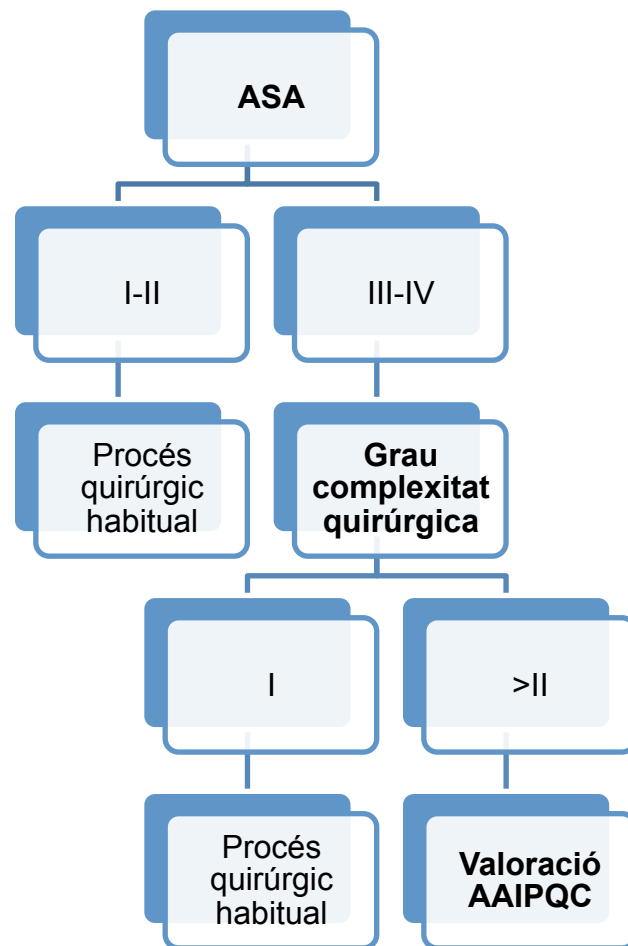 ASA
I-II
III-IV
Procés
quirúrgic
habitual
Grau
complexitat
quirúrgica
I
>II
Procés
quirúrgic
habitual
Valoració
AAIPQC